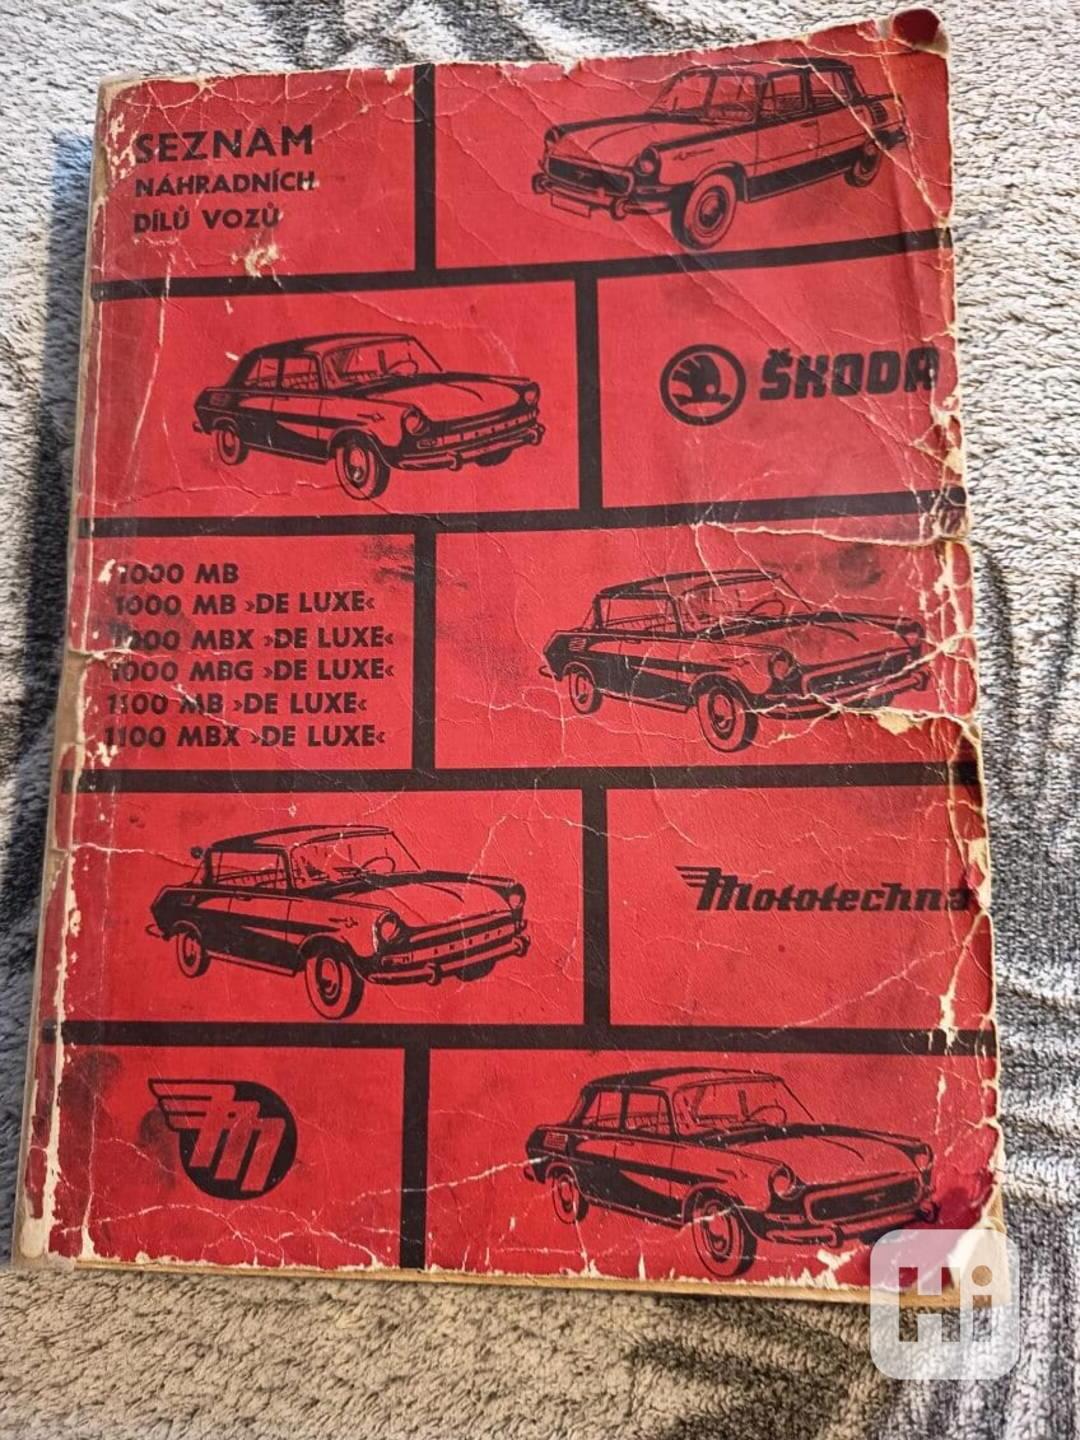 SEZNAM
NÁHRADNÍCH
DÍLŮ VOZŮ
ŠKODA
1000 MB
1000 MB »DE LUXE«
1000 MBX »DE LUXE«
1000 MBG »DE LUXE«
1100 MB »DE LUXE«
1100 MBX »DE LUXE«
Mototechna
m
Hi